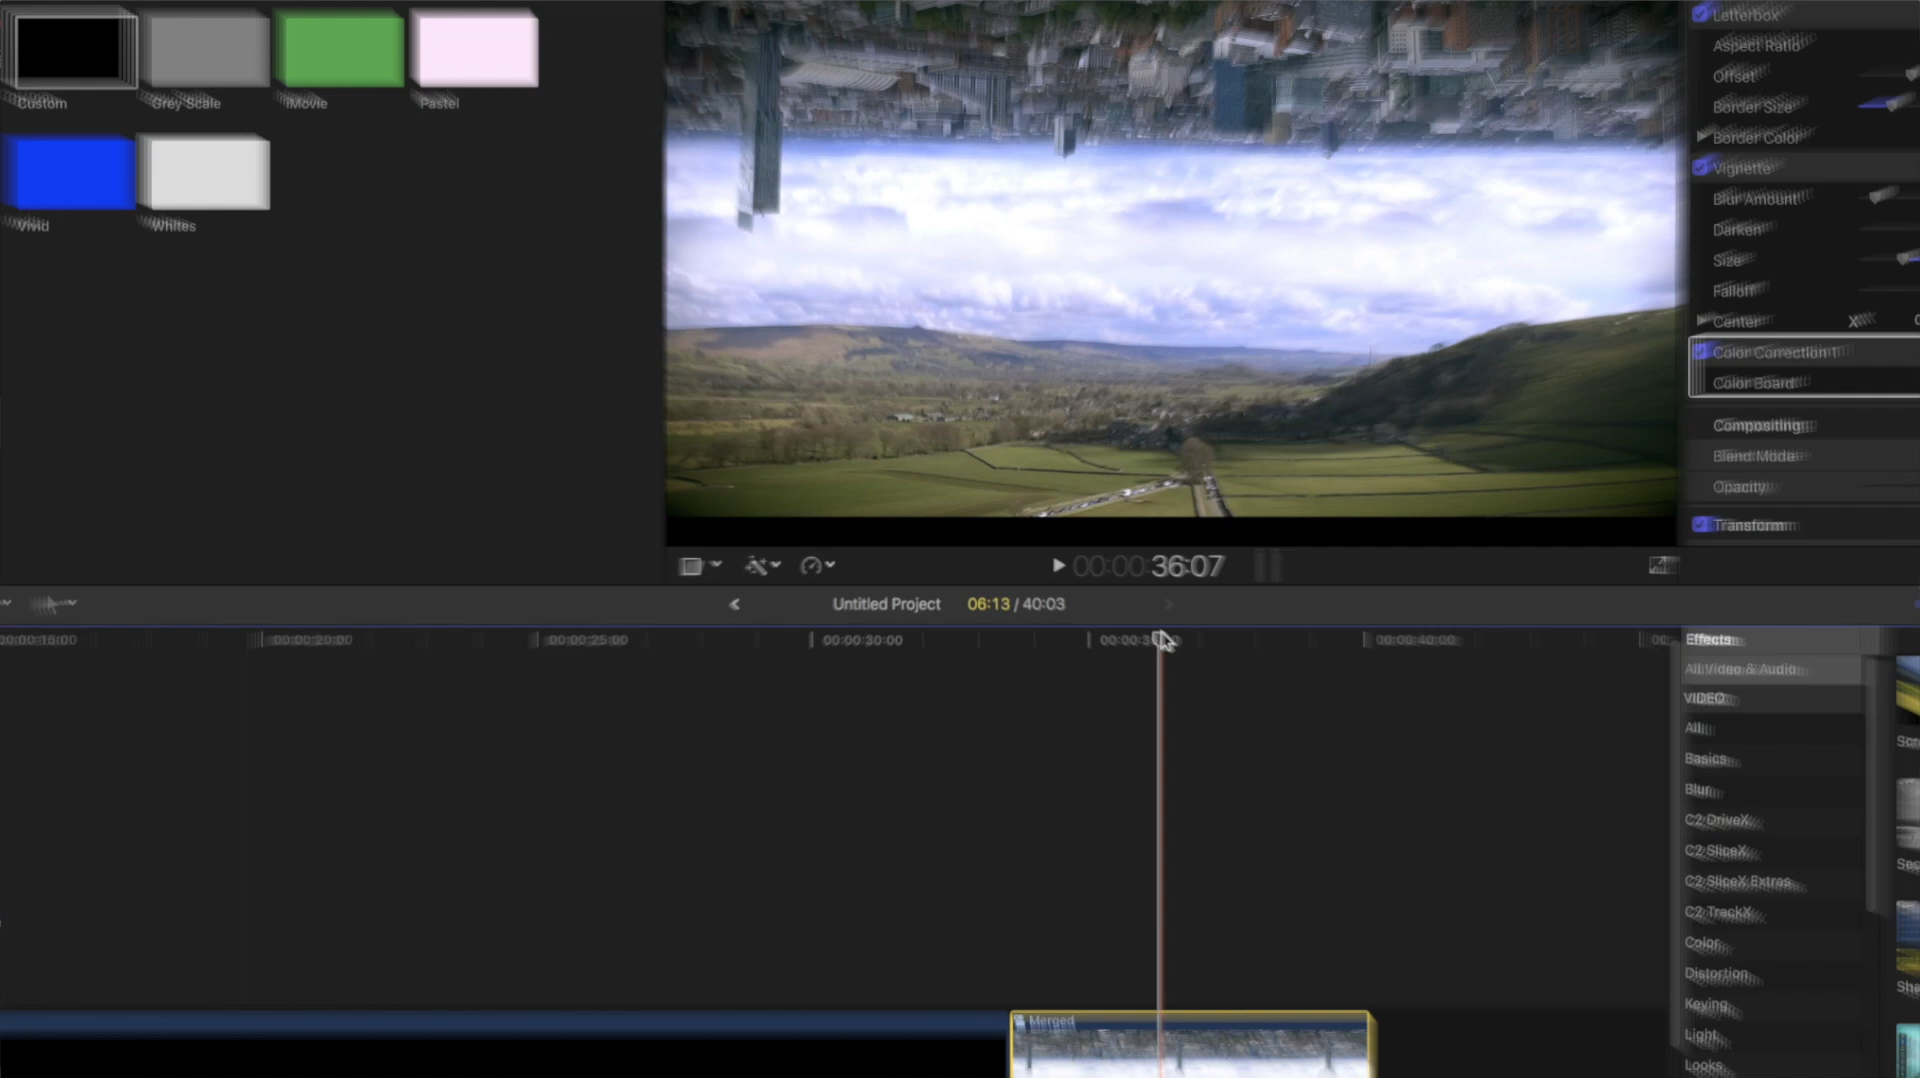 Custom
Grey Scale
iMovie
Pastel
Vivid
Whites
Letterbox
Aspect Ratio
Offset
Border Size
Border Color
Vignette
Blur Amount
Darken
Size
Falloff
Center
X
Color Correction 1
Color Board
Compositing
Blend Mode
Opacity
Transform
00:00:36:07
Untitled Project
06:13 / 40:03
00:00:15:00
00:00:20:00
00:00:25:00
00:00:30:00
00:00:40:00
Effects
All Video & Audio
VIDEO
All
Basics
Blur
C2 DriveX
C2 SliceX
C2 SliceX Extras
C2 TrackX
Color
Distortion
Keying
Light
Looks
Merged